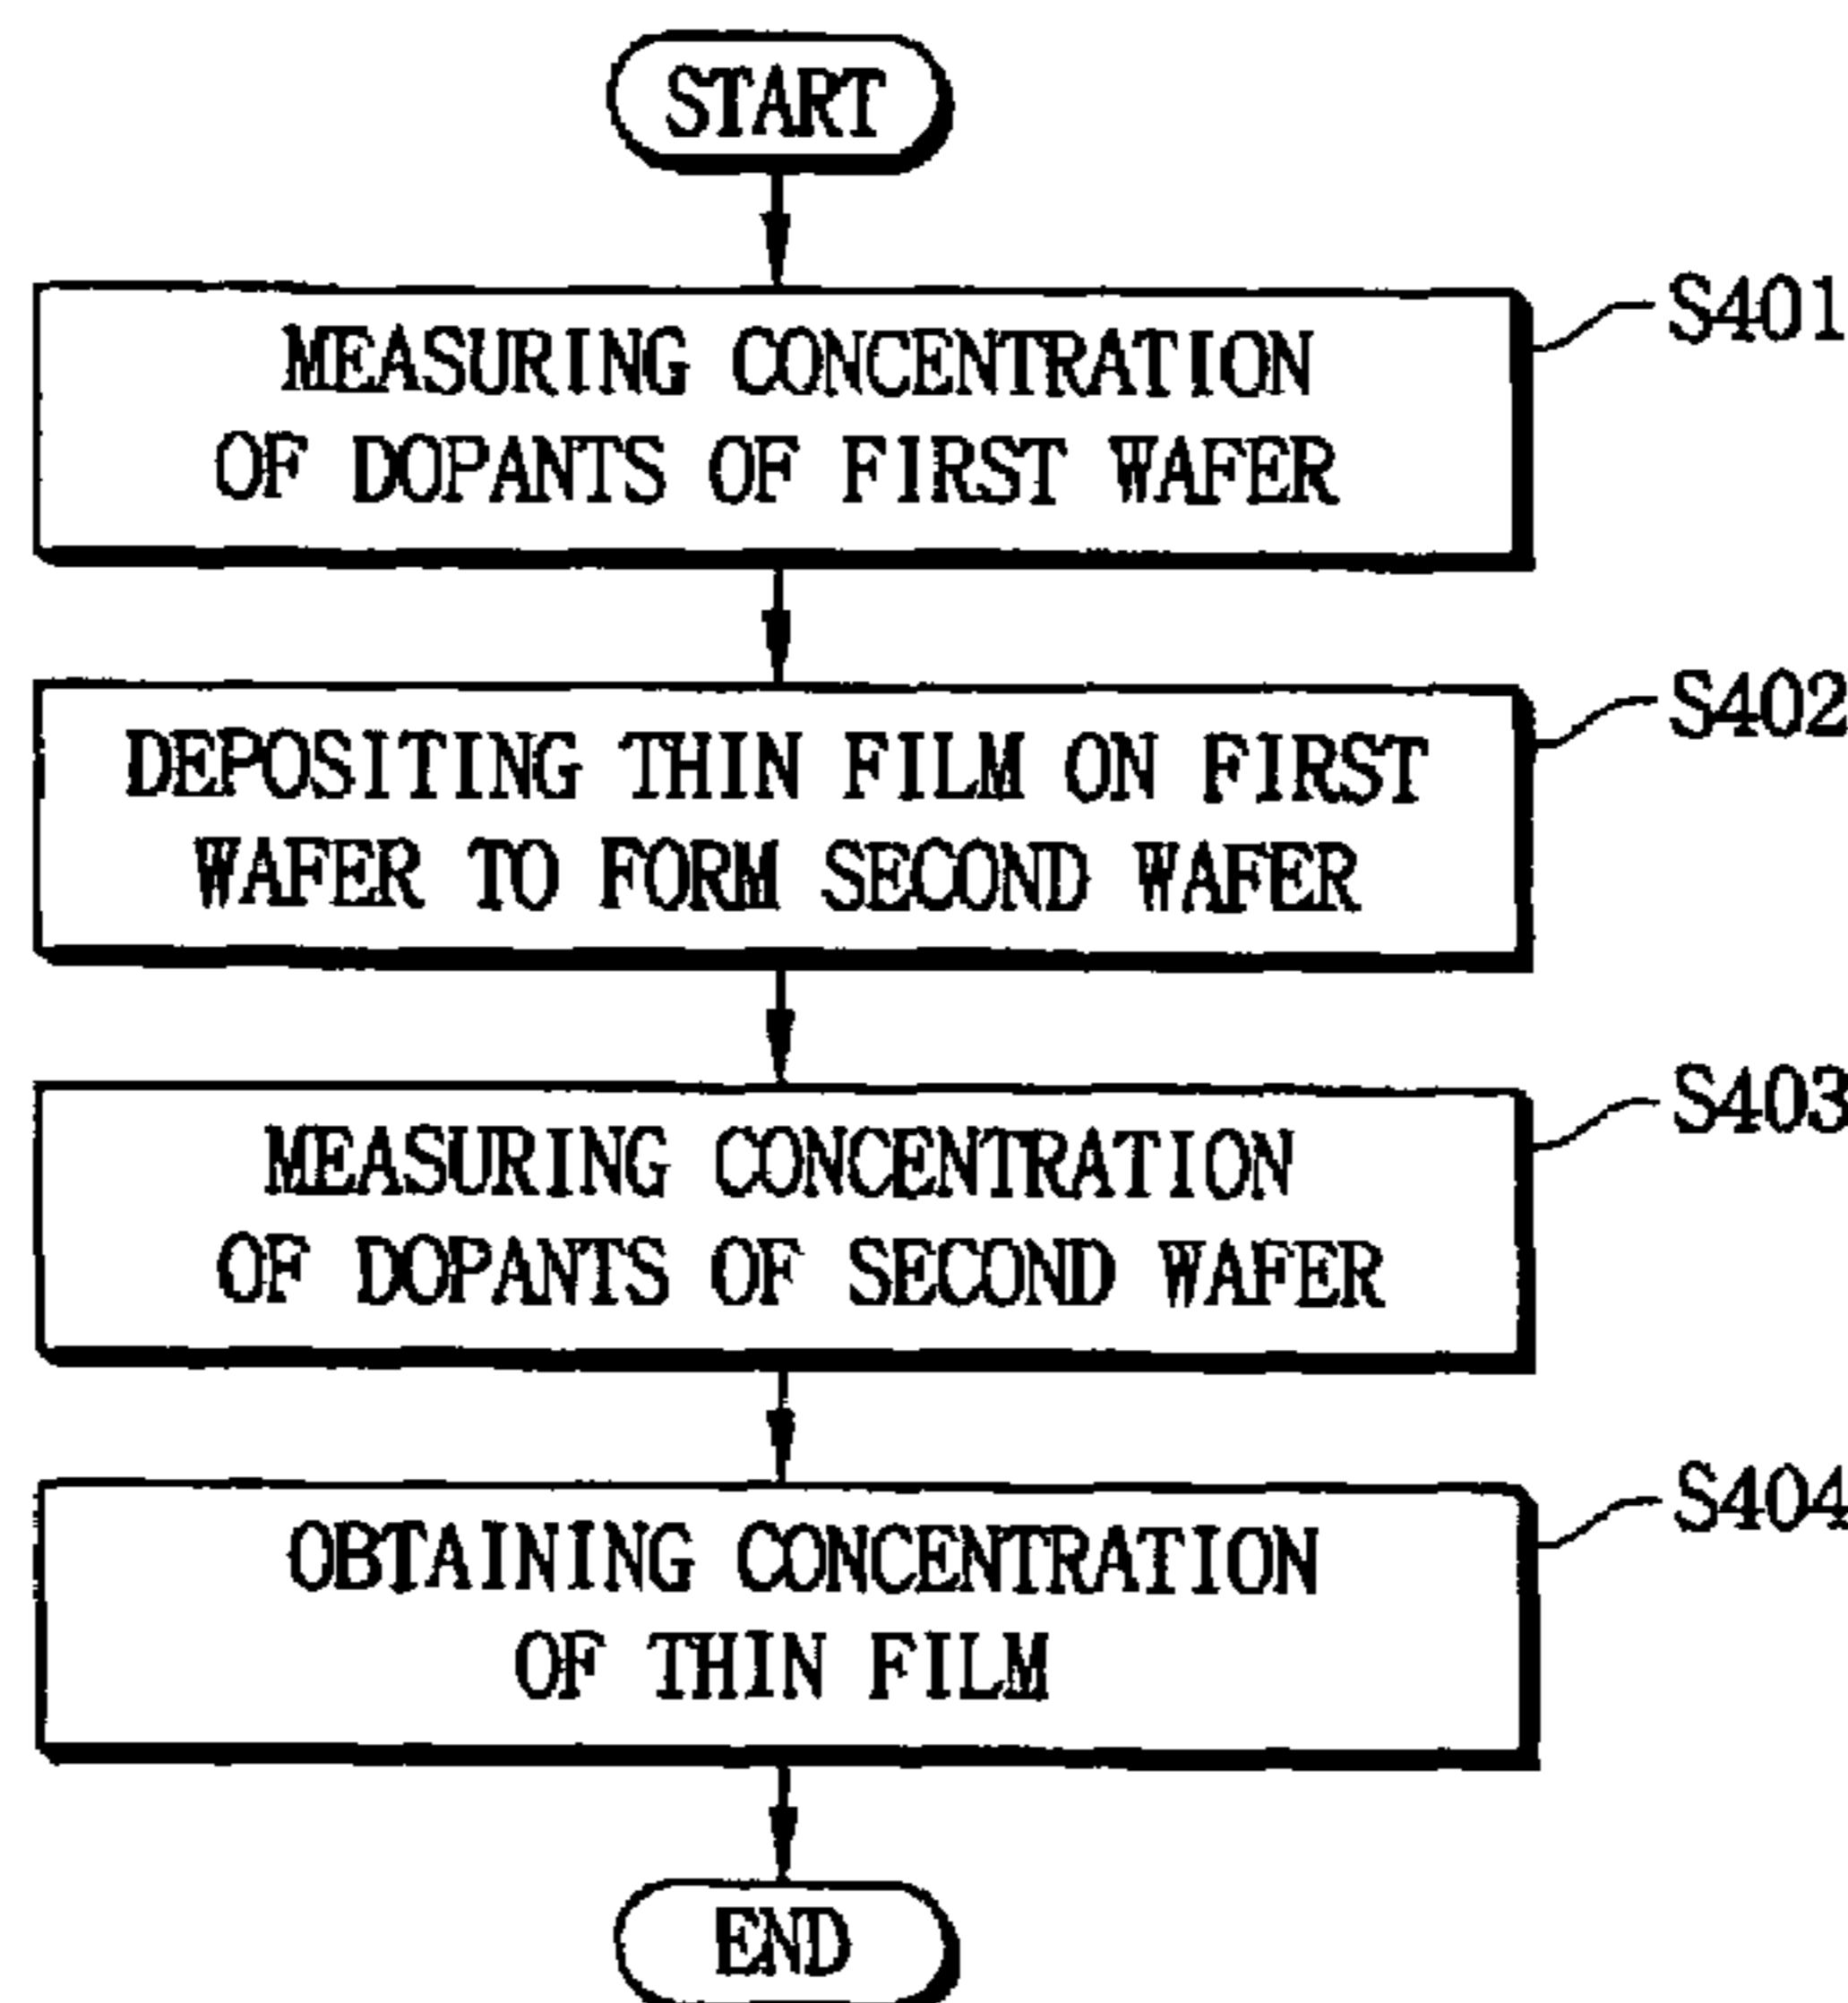 START
MEASURING CONCENTRATION
OF DOPANTS OF FIRST WAFER
S401
DEPOSITING THIN FILM ON FIRST
WAFER TO FORM SECOND WAFER
S402
MEASURING CONCENTRATION
OF DOPANTS OF SECOND WAFER
S403
OBTAINING CONCENTRATION
OF THIN FILM
S404
END